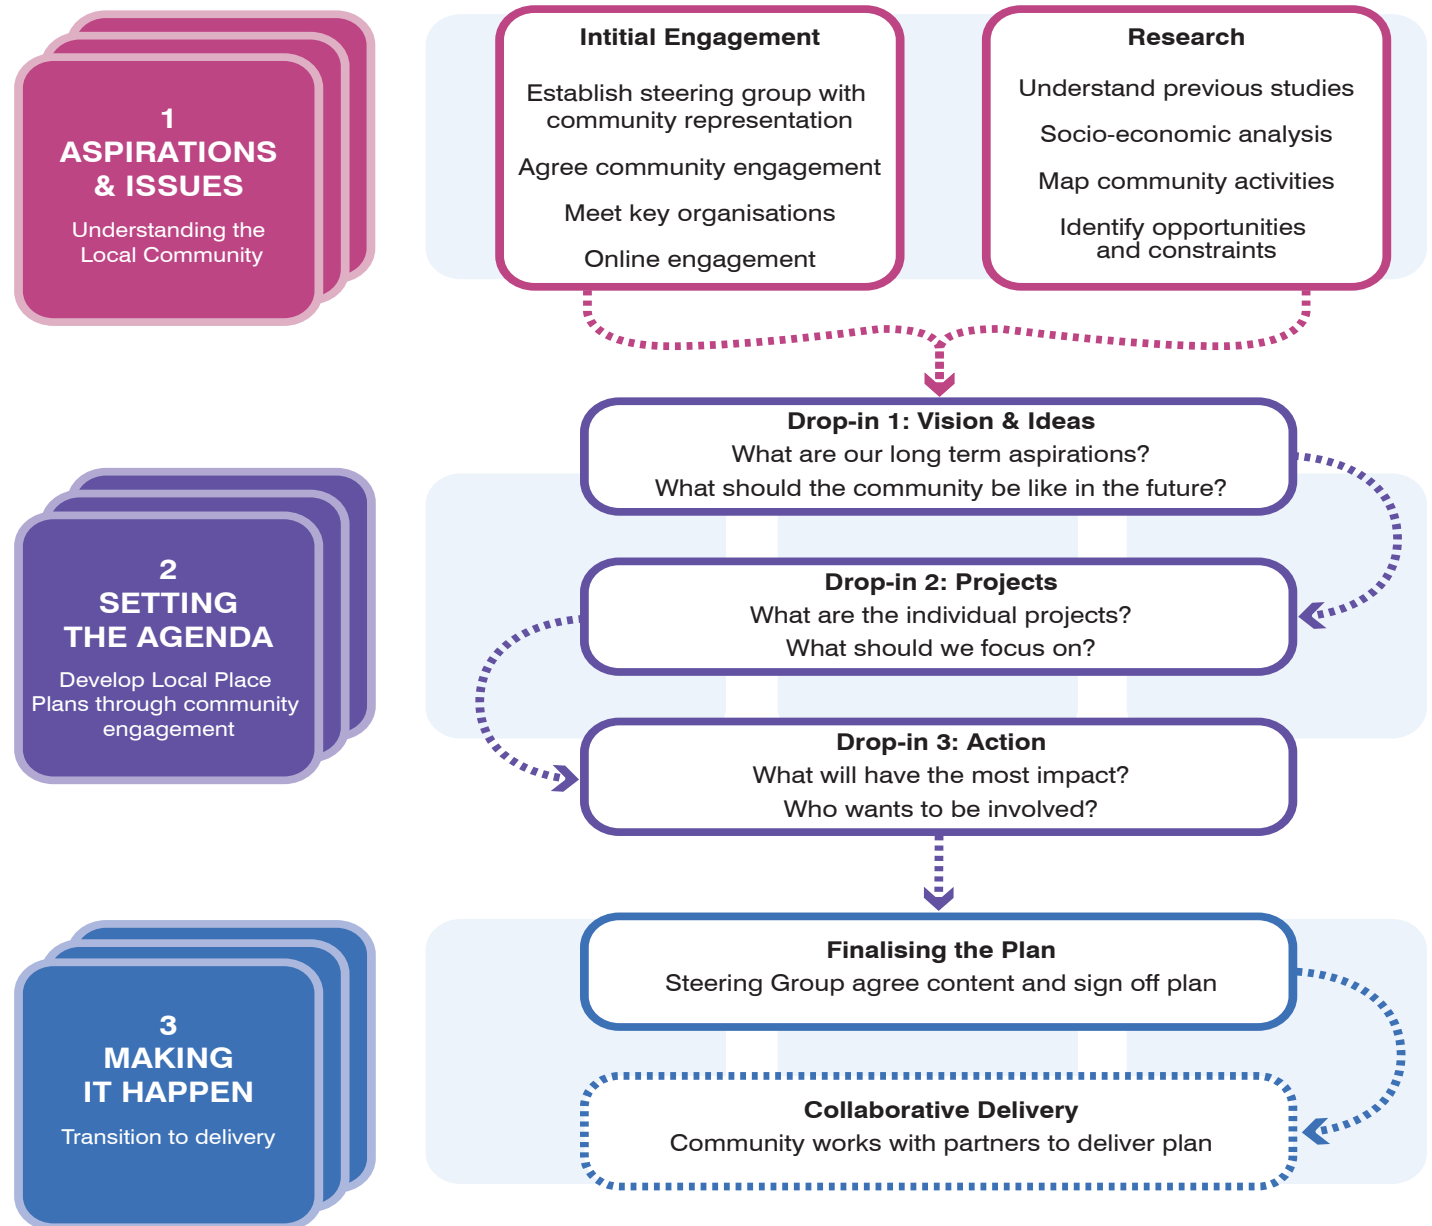 1
ASPIRATIONS
& ISSUES
Understanding the
Local Community
Intitial Engagement
Establish steering group with
community representation
Agree community engagement
Meet key organisations
Online engagement
Research
Understand previous studies
Socio-economic analysis
Map community activities
Identify opportunities
and constraints
2
SETTING
THE AGENDA
Develop Local Place
Plans through community
engagement
Drop-in 1: Vision & Ideas
What are our long term aspirations?
What should the community be like in the future?
Drop-in 2: Projects
What are the individual projects?
What should we focus on?
Drop-in 3: Action
What will have the most impact?
Who wants to be involved?
3
MAKING
IT HAPPEN
Transition to delivery
Finalising the Plan
Steering Group agree content and sign off plan
Collaborative Delivery
Community works with partners to deliver plan